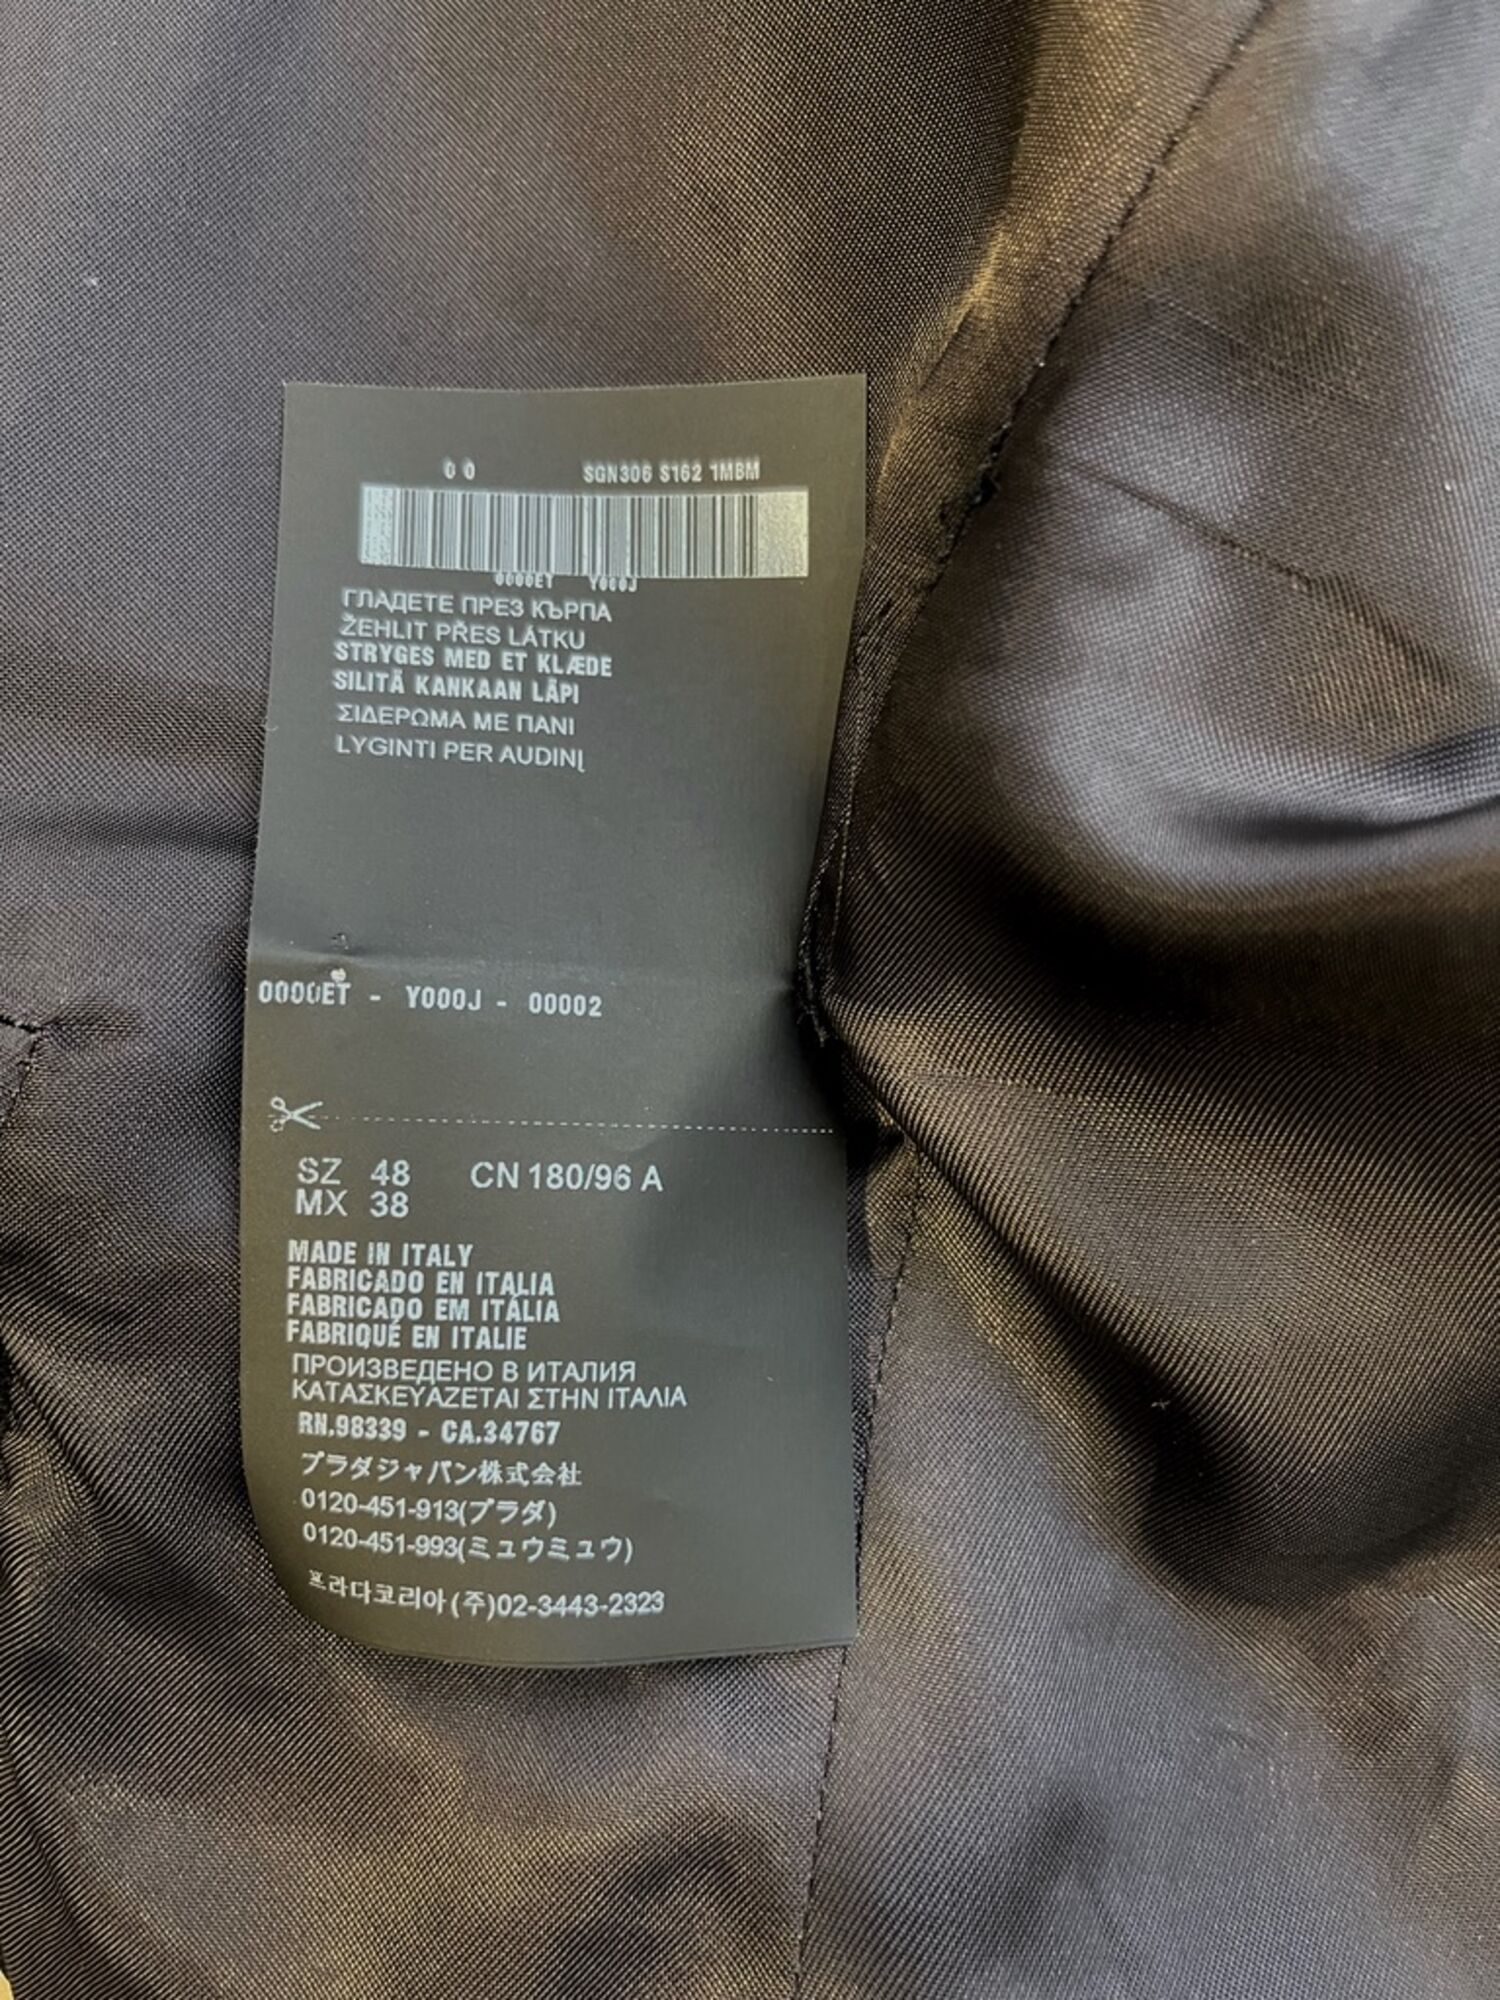 0 0 SGN306 S162 1MBM
0000ET Y000J
ГЛАДЕТЕ ПРЕЗ КЪРПА
ŽEHLIT PŘES LÁTKU
STRYGES MED ET KLÆDE
SILITÄ KANKAAN LÄPI
ΣΙΔΕΡΩΜΑ ΜΕ ΠΑΝΙ
LYGINTI PER AUDINĮ
0000ET - Y000J - 00002
SZ 48 CN 180/96 A
MX 38
MADE IN ITALY
FABRICADO EN ITALIA
FABRICADO EM ITÁLIA
FABRIQUÉ EN ITALIE
ПРОИЗВЕДЕНО В ИТАЛИЯ
ΚΑΤΑΣΚΕΥΑΖΕΤΑΙ ΣΤΗΝ ΙΤΑΛΙΑ
RN.98339 - CA.34767
プラダジャパン株式会社
0120-451-913(プラダ)
0120-451-993(ミュウミュウ)
프라다코리아(주)02-3443-2323